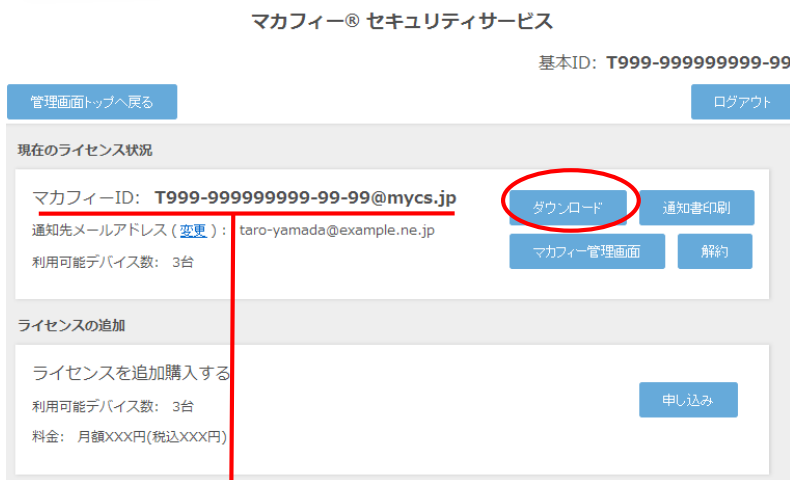 マカフィー® セキュリティサービス
基本ID: T999-999999999-99
管理画面トップへ戻る
ログアウト
現在のライセンス状況
マカフィーID: T999-999999999-99-99@mycs.jp
ダウンロード
通知書印刷
通知先メールアドレス ( 変更 ) : taro-yamada@example.ne.jp
マカフィー管理画面
解約
利用可能デバイス数: 3台
ライセンスの追加
ライセンスを追加購入する
利用可能デバイス数: 3台
申し込み
料金: 月額XXX円(税込XXX円)